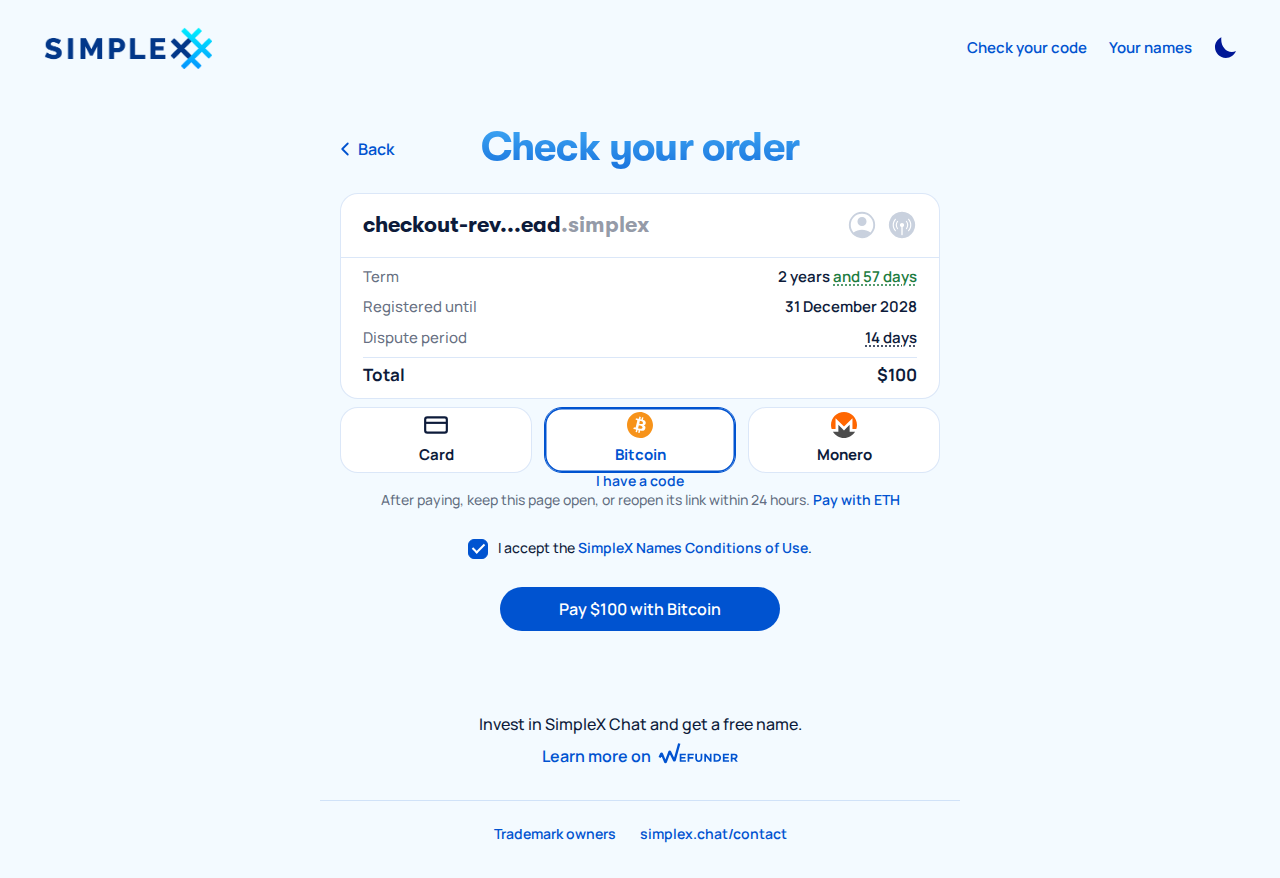 SIMPLEX
Check your code
Your names
Back
Check your order
checkout-rev...ead.simplex
Term
2 years and 57 days
Registered until
31 December 2028
Dispute period
14 days
Total
$100
Card
Bitcoin
Monero
I have a code
After paying, keep this page open, or reopen its link within 24 hours. Pay with ETH
I accept the SimpleX Names Conditions of Use.
Pay $100 with Bitcoin
Invest in SimpleX Chat and get a free name.
Learn more on WEFUNDER
Trademark owners
simplex.chat/contact